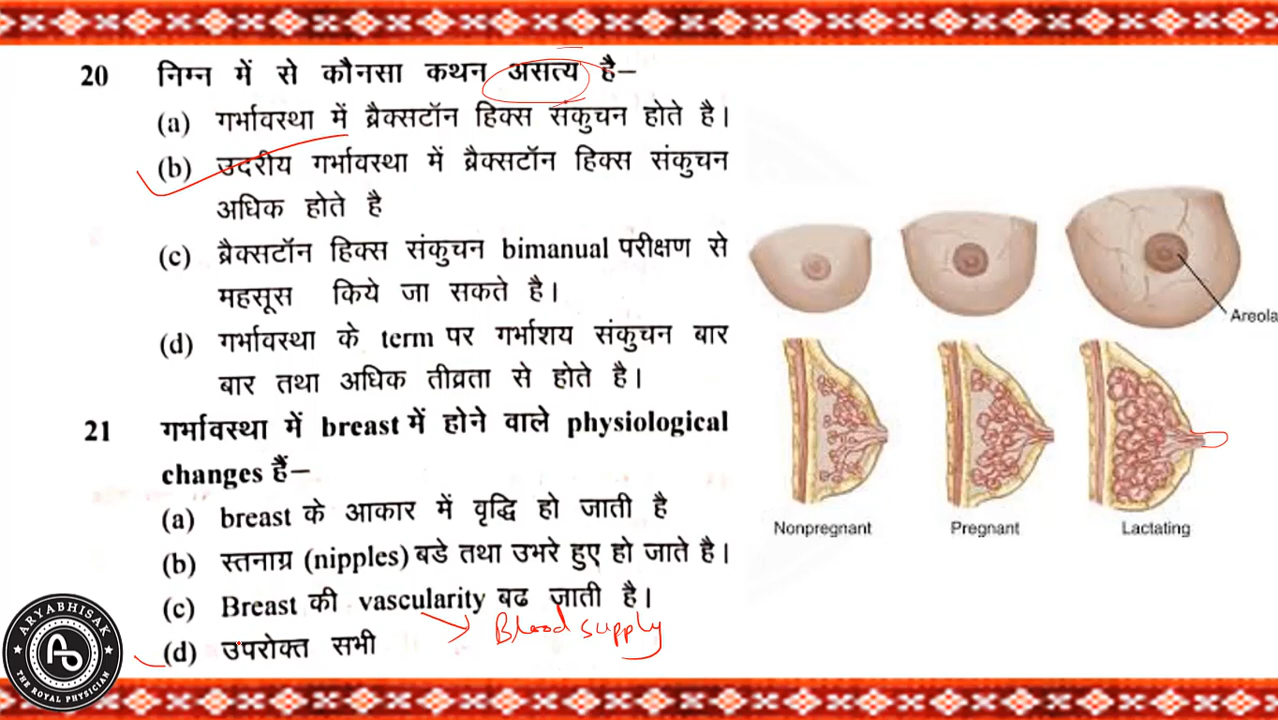 20 निम्न में से कौनसा कथन असत्य है–
(a) गर्भावस्था में ब्रैक्सटॉन हिक्स संकुचन होते है।
(b) उदरीय गर्भावस्था में ब्रैक्सटॉन हिक्स संकुचन
अधिक होते है
(c) ब्रैक्सटॉन हिक्स संकुचन bimanual परीक्षण से
महसूस किये जा सकते है।
(d) गर्भावस्था के term पर गर्भाशय संकुचन बार
बार तथा अधिक तीव्रता से होते है।
21 गर्भावस्था में breast में होने वाले physiological
changes हैं–
(a) breast के आकार में वृद्धि हो जाती है
(b) स्तनाग्र (nipples) बडे तथा उभरे हुए हो जाते है।
(c) Breast की vascularity बढ जाती है।
Blood supply
(d) उपरोक्त सभी
Areola
Nonpregnant
Pregnant
Lactating
ARYABHISAK
THE ROYAL PHYSICIAN